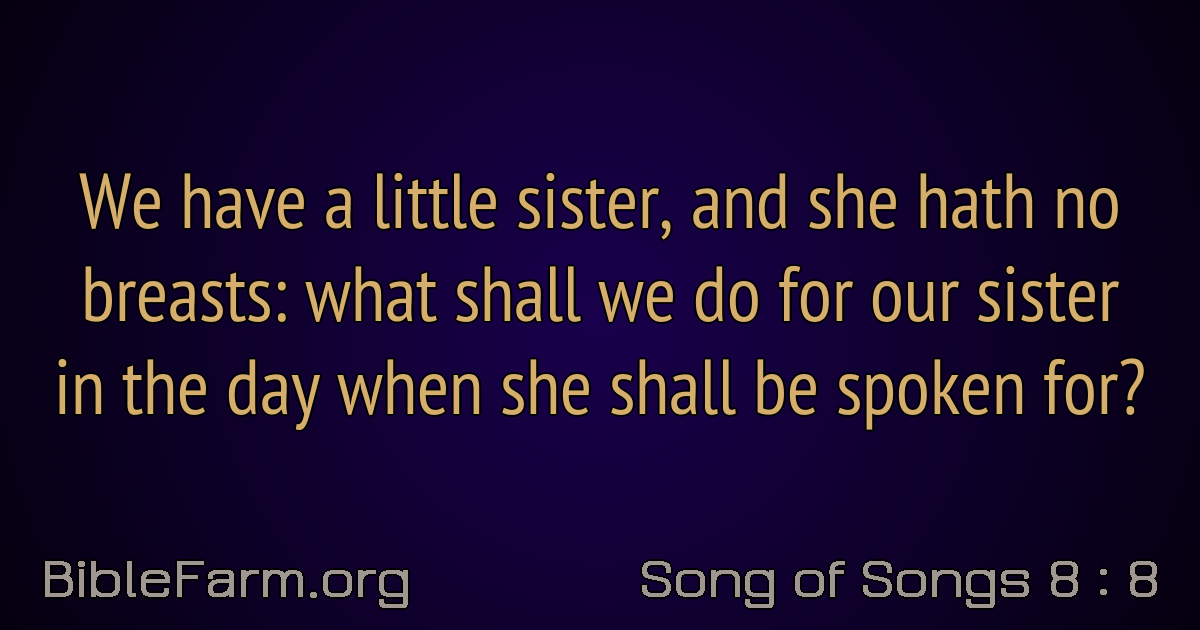 We have a little sister, and she hath no
breasts: what shall we do for our sister
in the day when she shall be spoken for?
BibleFarm.org
Song of Songs 8 : 8